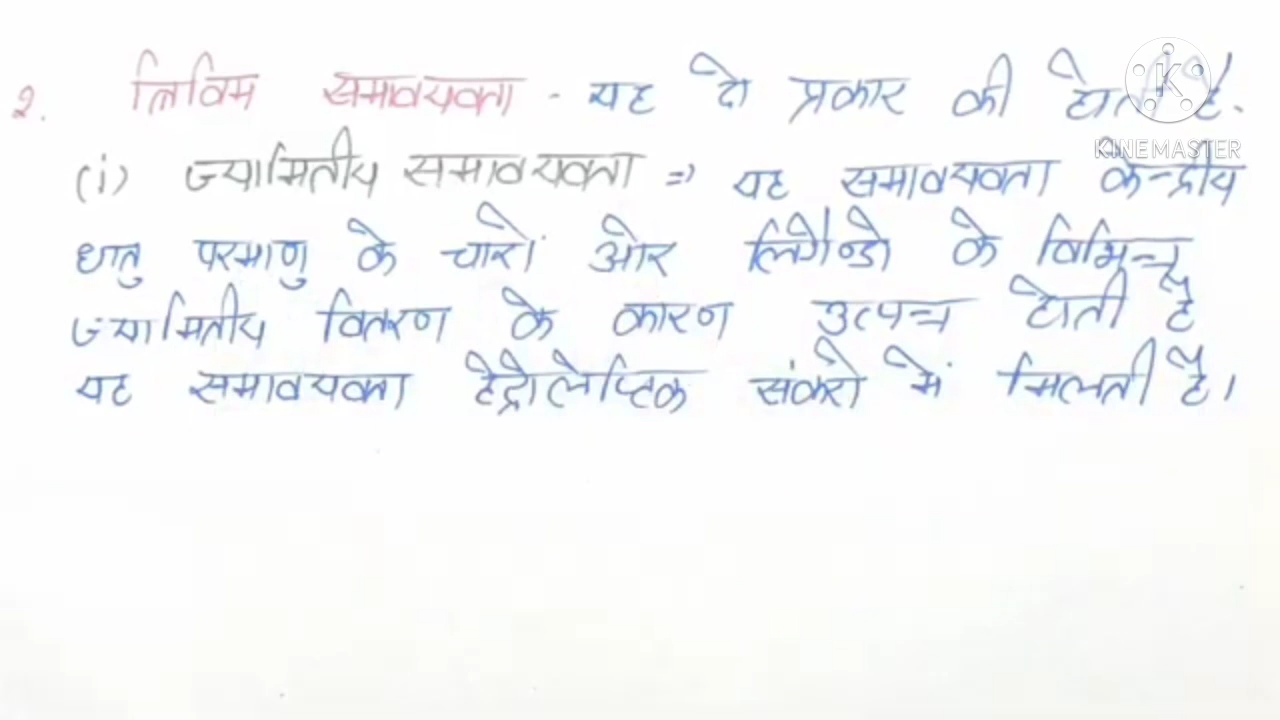 2. त्रिविम समावयवता - यह दो प्रकार की होती है.
KINEMASTER
(i) ज्यामितीय समावयवता ⇒ यह समावयवता केन्द्रीय
धातु परमाणु के चारों ओर लिगैन्डो के विभिन्न
ज्यामितीय वितरण के कारण उत्पन्न होती है
यह समावयवता हेट्रोलेप्टिक संकरो में मिलती है।